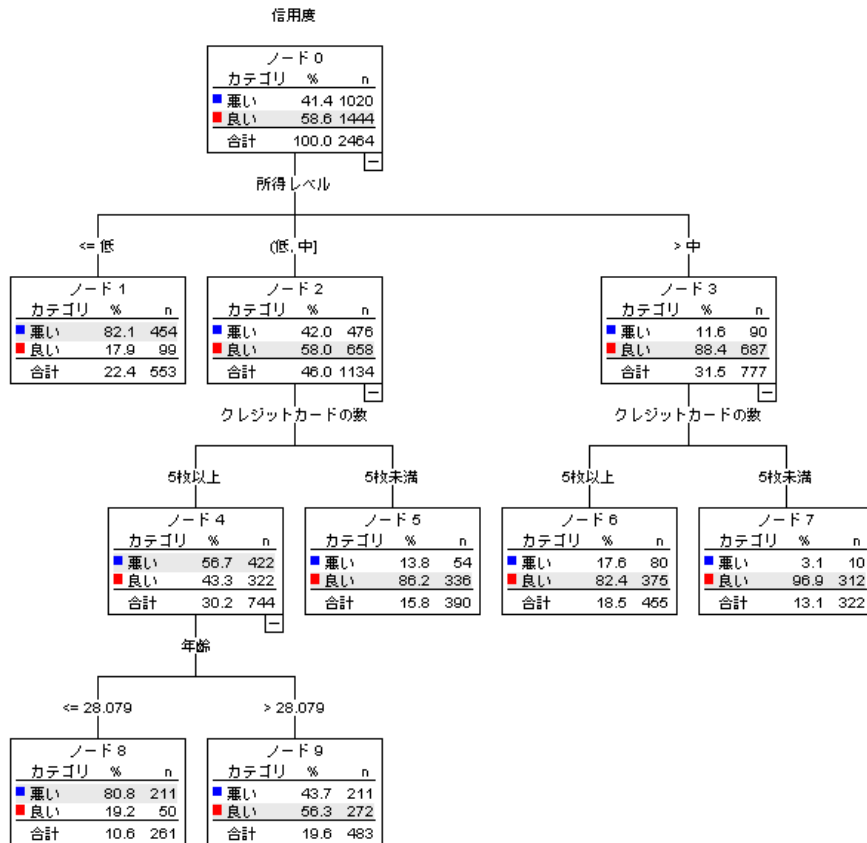 信用度
ノード 0
カテゴリ % n
悪い 41.4 1020
良い 58.6 1444
合計 100.0 2464
所得レベル
<= 低
(低, 中]
> 中
ノード 1
カテゴリ % n
悪い 82.1 454
良い 17.9 99
合計 22.4 553
ノード 2
カテゴリ % n
悪い 42.0 476
良い 58.0 658
合計 46.0 1134
ノード 3
カテゴリ % n
悪い 11.6 90
良い 88.4 687
合計 31.5 777
クレジットカードの数
クレジットカードの数
5枚以上
5枚未満
5枚以上
5枚未満
ノード 4
カテゴリ % n
悪い 56.7 422
良い 43.3 322
合計 30.2 744
ノード 5
カテゴリ % n
悪い 13.8 54
良い 86.2 336
合計 15.8 390
ノード 6
カテゴリ % n
悪い 17.6 80
良い 82.4 375
合計 18.5 455
ノード 7
カテゴリ % n
悪い 3.1 10
良い 96.9 312
合計 13.1 322
年齢
<= 28.079
> 28.079
ノード 8
カテゴリ % n
悪い 80.8 211
良い 19.2 50
合計 10.6 261
ノード 9
カテゴリ % n
悪い 43.7 211
良い 56.3 272
合計 19.6 483